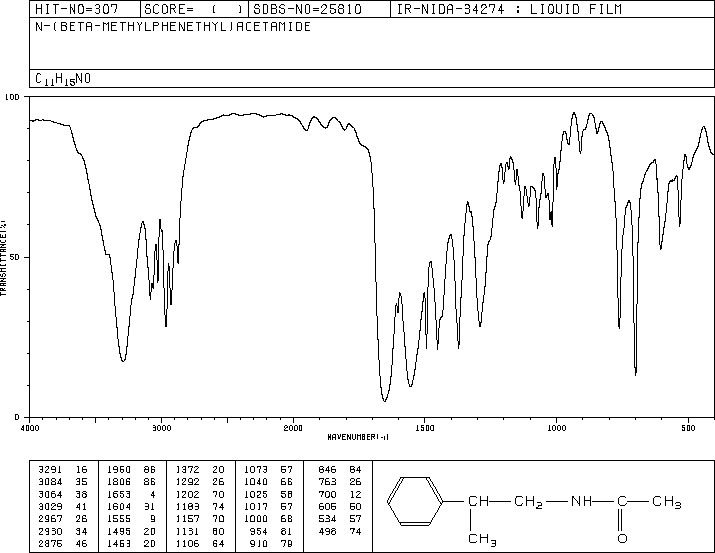 HIT-NO=307 SCORE= ( ) SDBS-NO=25810 IR-NIDA-34274 : LIQUID FILM
N-(BETA-METHYLPHENETHYL)ACETAMIDE
C11H15NO
100
50
0
TRANSMITTANCE(%)
4000 3000 2000 1500 1000 500
WAVENUMBER(-1)
3291 16 1950 86 1372 20 1073 57 846 84
3084 35 1806 86 1292 26 1040 66 763 26
3064 38 1653 4 1202 70 1025 58 700 12
3029 41 1604 31 1183 74 1017 57 605 50
2967 26 1555 9 1157 70 1000 68 534 57
2930 34 1495 20 1131 60 954 81 498 74
2876 46 1453 20 1106 64 910 79
CH CH2 NH C CH3
CH3 O